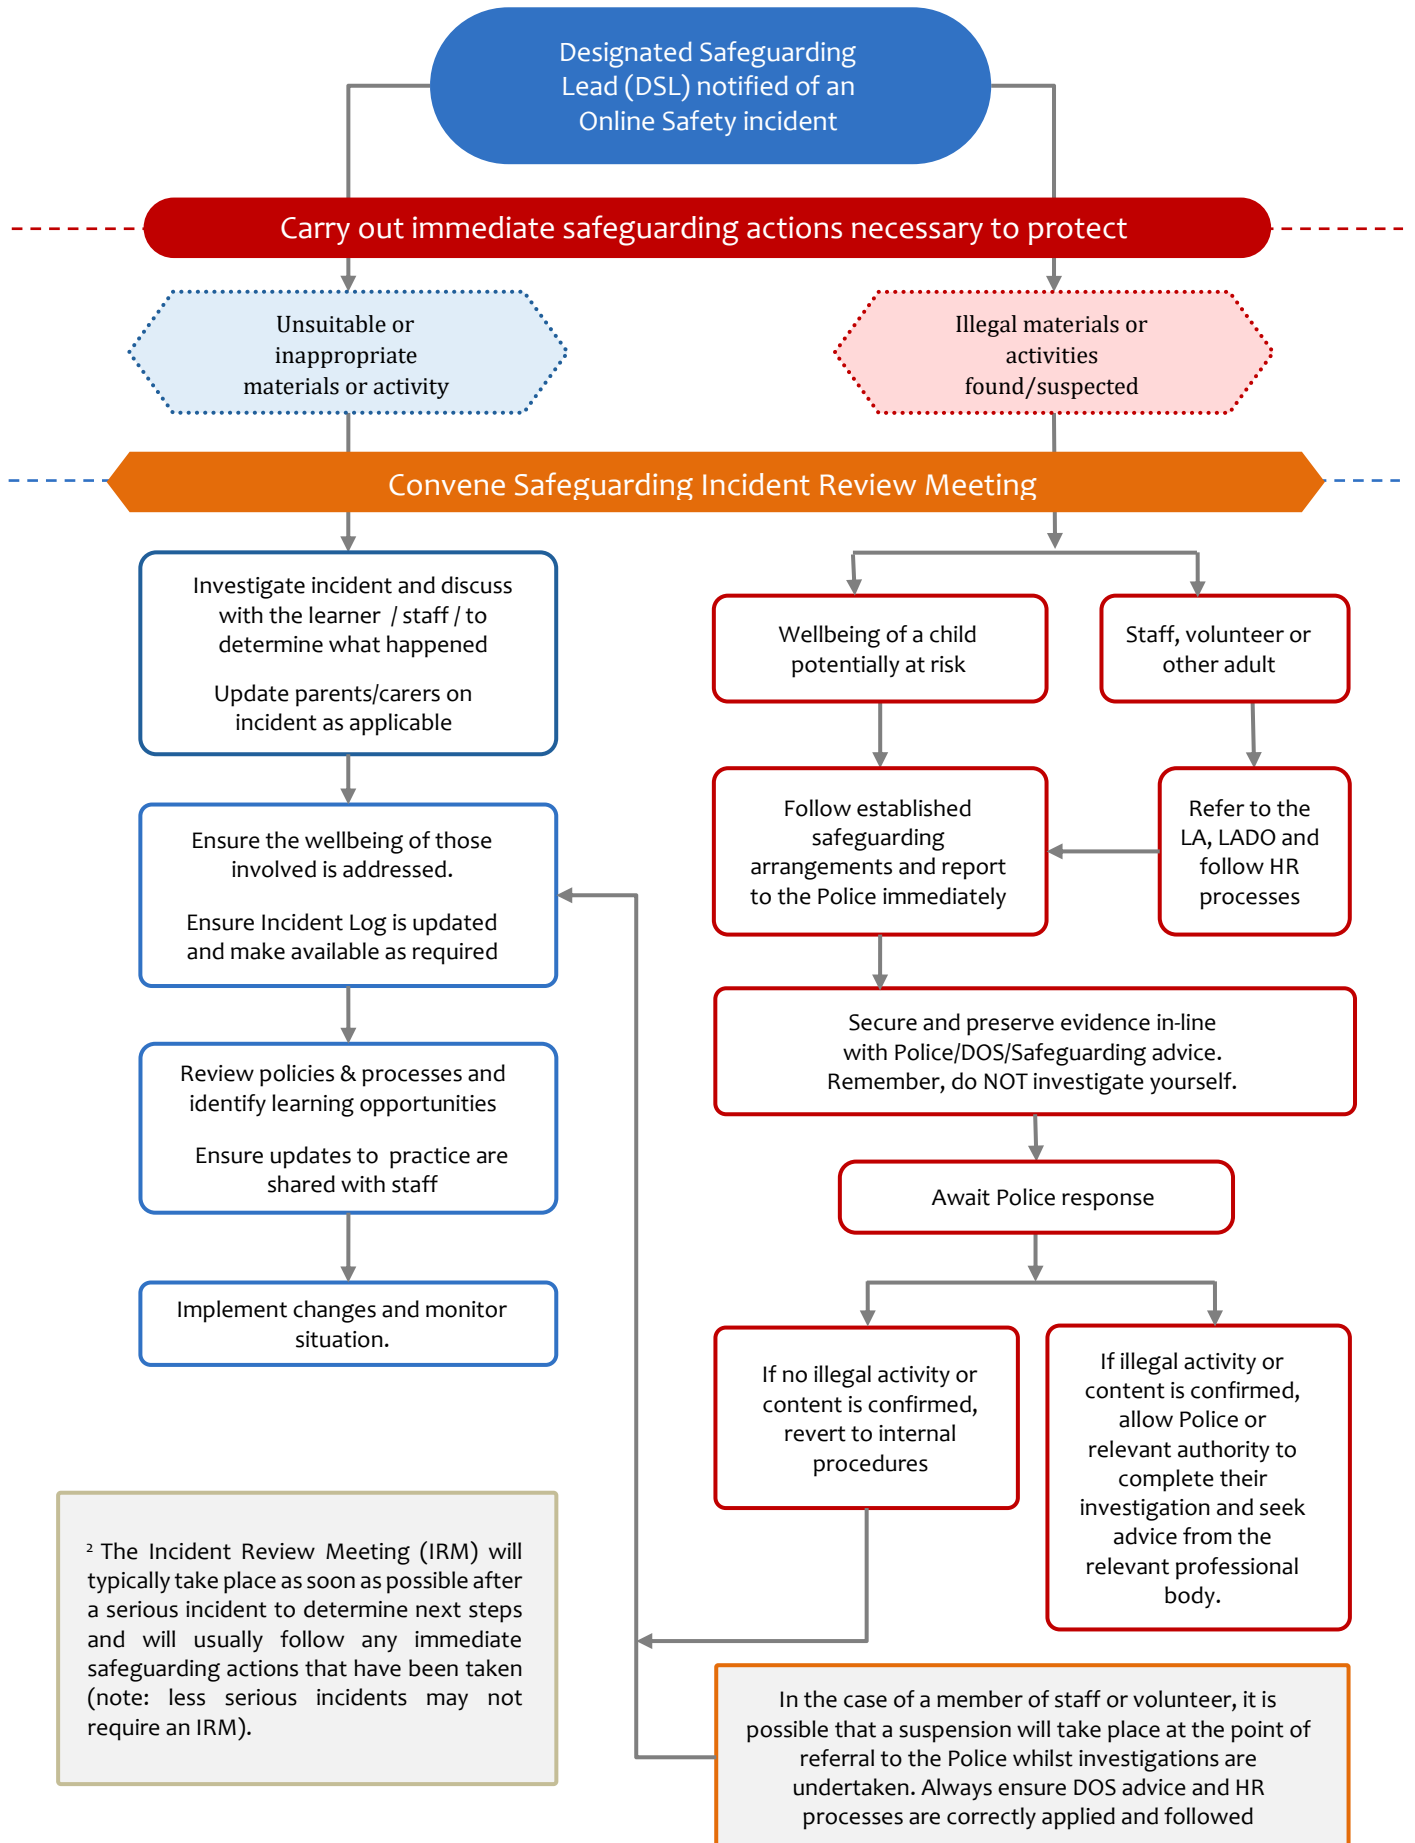 Designated Safeguarding
Lead (DSL) notified of an
Online Safety incident
Carry out immediate safeguarding actions necessary to protect
Unsuitable or
inappropriate
materials or activity
Illegal materials or
activities
found/suspected
Convene Safeguarding Incident Review Meeting
Investigate incident and discuss
with the learner / staff / to
determine what happened
Update parents/carers on
incident as applicable
Wellbeing of a child
potentially at risk
Staff, volunteer or
other adult
Ensure the wellbeing of those
involved is addressed.
Ensure Incident Log is updated
and make available as required
Follow established
safeguarding
arrangements and report
to the Police immediately
Refer to the
LA, LADO and
follow HR
processes
Secure and preserve evidence in-line
with Police/DOS/Safeguarding advice.
Remember, do NOT investigate yourself.
Review policies & processes and
identify learning opportunities
Ensure updates to practice are
shared with staff
Await Police response
Implement changes and monitor
situation.
If no illegal activity or
content is confirmed,
revert to internal
procedures
If illegal activity or
content is confirmed,
allow Police or
relevant authority to
complete their
investigation and seek
advice from the
relevant professional
body.
² The Incident Review Meeting (IRM) will
typically take place as soon as possible after
a serious incident to determine next steps
and will usually follow any immediate
safeguarding actions that have been taken
(note: less serious incidents may not
require an IRM).
In the case of a member of staff or volunteer, it is
possible that a suspension will take place at the point of
referral to the Police whilst investigations are
undertaken. Always ensure DOS advice and HR
processes are correctly applied and followed